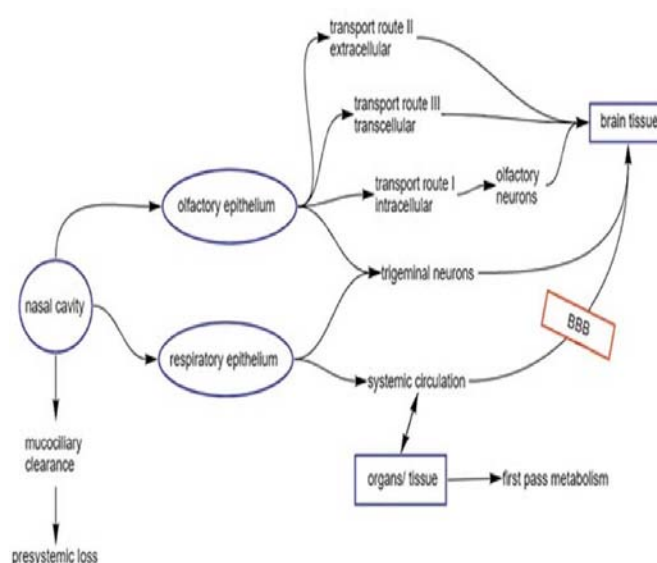 transport route II
extracellular
transport route III
transcellular
brain tissue
transport route I
intracellular
olfactory
neurons
olfactory epithelium
trigeminal neurons
nasal cavity
BBB
respiratory epithelium
systemic circulation
mucociliary
clearance
organs/ tissue
first pass metabolism
presystemic loss